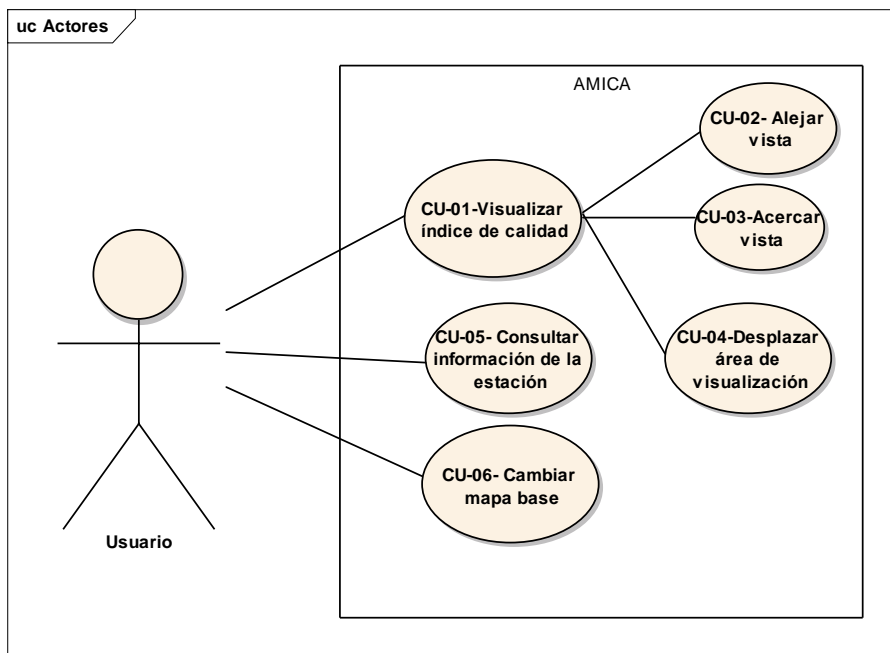 uc Actores
AMICA
CU-02- Alejar
vista
CU-01-Visualizar
índice de calidad
CU-03-Acercar
vista
CU-05- Consultar
información de la
estación
CU-04-Desplazar
área de
visualización
CU-06- Cambiar
mapa base
Usuario